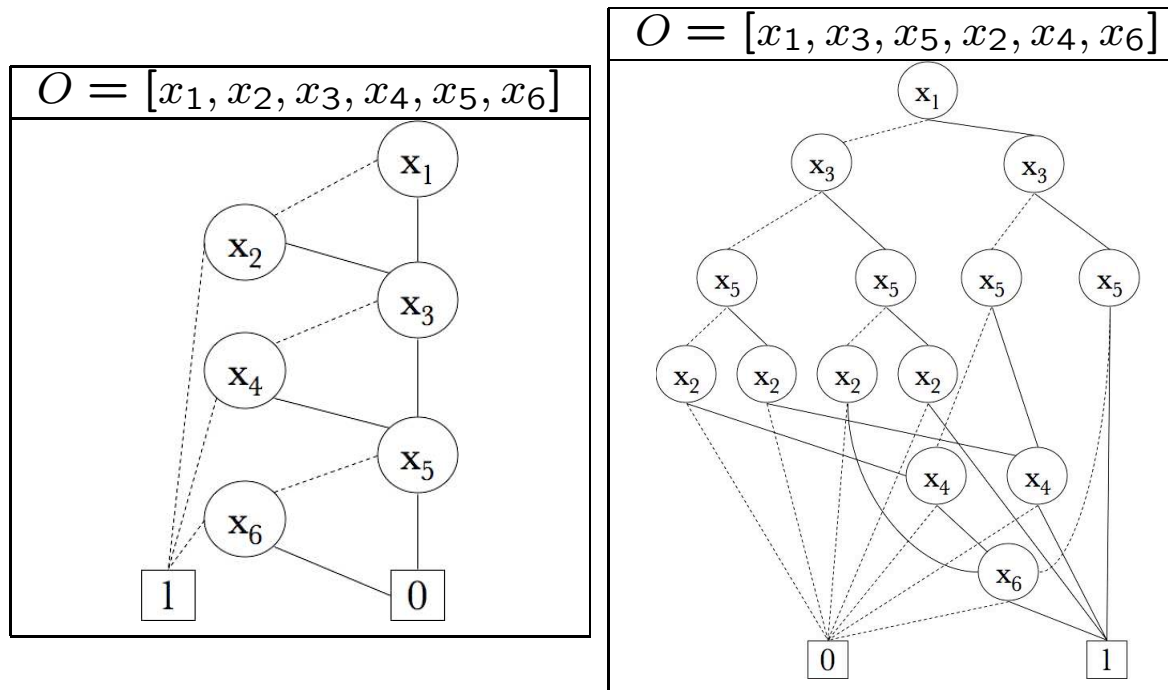 O = [x₁, x₂, x₃, x₄, x₅, x₆]
x₁
x₂
x₃
x₄
x₅
x₆
1 0
O = [x₁, x₃, x₅, x₂, x₄, x₆]
x₁
x₃ x₃
x₅ x₅ x₅ x₅
x₂ x₂ x₂ x₂
x₄ x₄
x₆
0 1